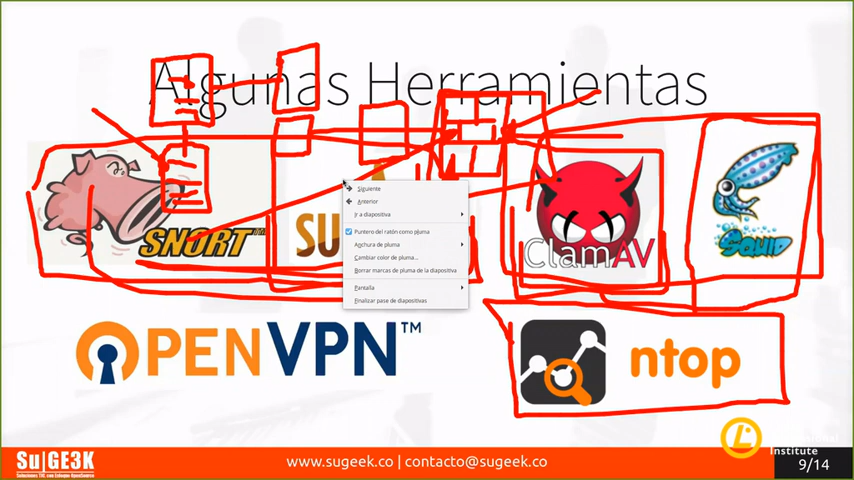 Algunas Herramientas
SNORT
SU
ClamAV
Squid
Siguiente
Anterior
Ir a diapositiva
Puntero del ratón como pluma
Anchura de pluma
Cambiar color de pluma...
Borrar marcas de pluma de la diapositiva
Pantalla
Finalizar pase de diapositivas
OPENVPN™
ntop
Su|GE3K
www.sugeek.co | contacto@sugeek.co
Institute
9/14